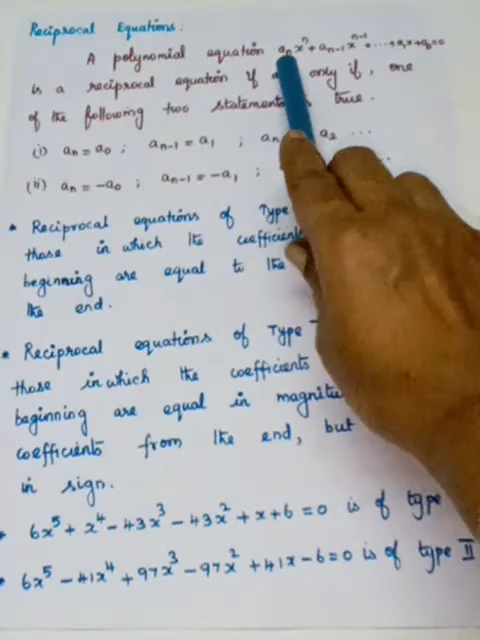 Reciprocal Equations:
A polynomial equation aₙxⁿ + aₙ₋₁xⁿ⁻¹ + ... + a₁x + a₀ = 0
is a reciprocal equation if only if, one
of the following two statements is true.
(i) aₙ = a₀ ; aₙ₋₁ = a₁ ; a₂ ...
(ii) aₙ = -a₀ ; aₙ₋₁ = -a₁ ;
* Reciprocal equations of Type
those in which the coefficients
beginning are equal to the
the end.
* Reciprocal equations of Type
those in which the coefficients
beginning are equal in
coefficients from the end, but
in sign.
6x⁵ + x⁴ - 43x³ - 43x² + x + 6 = 0 is of type
6x⁵ - 41x⁴ + 97x³ - 97x² + 41x - 6 = 0 is of type II